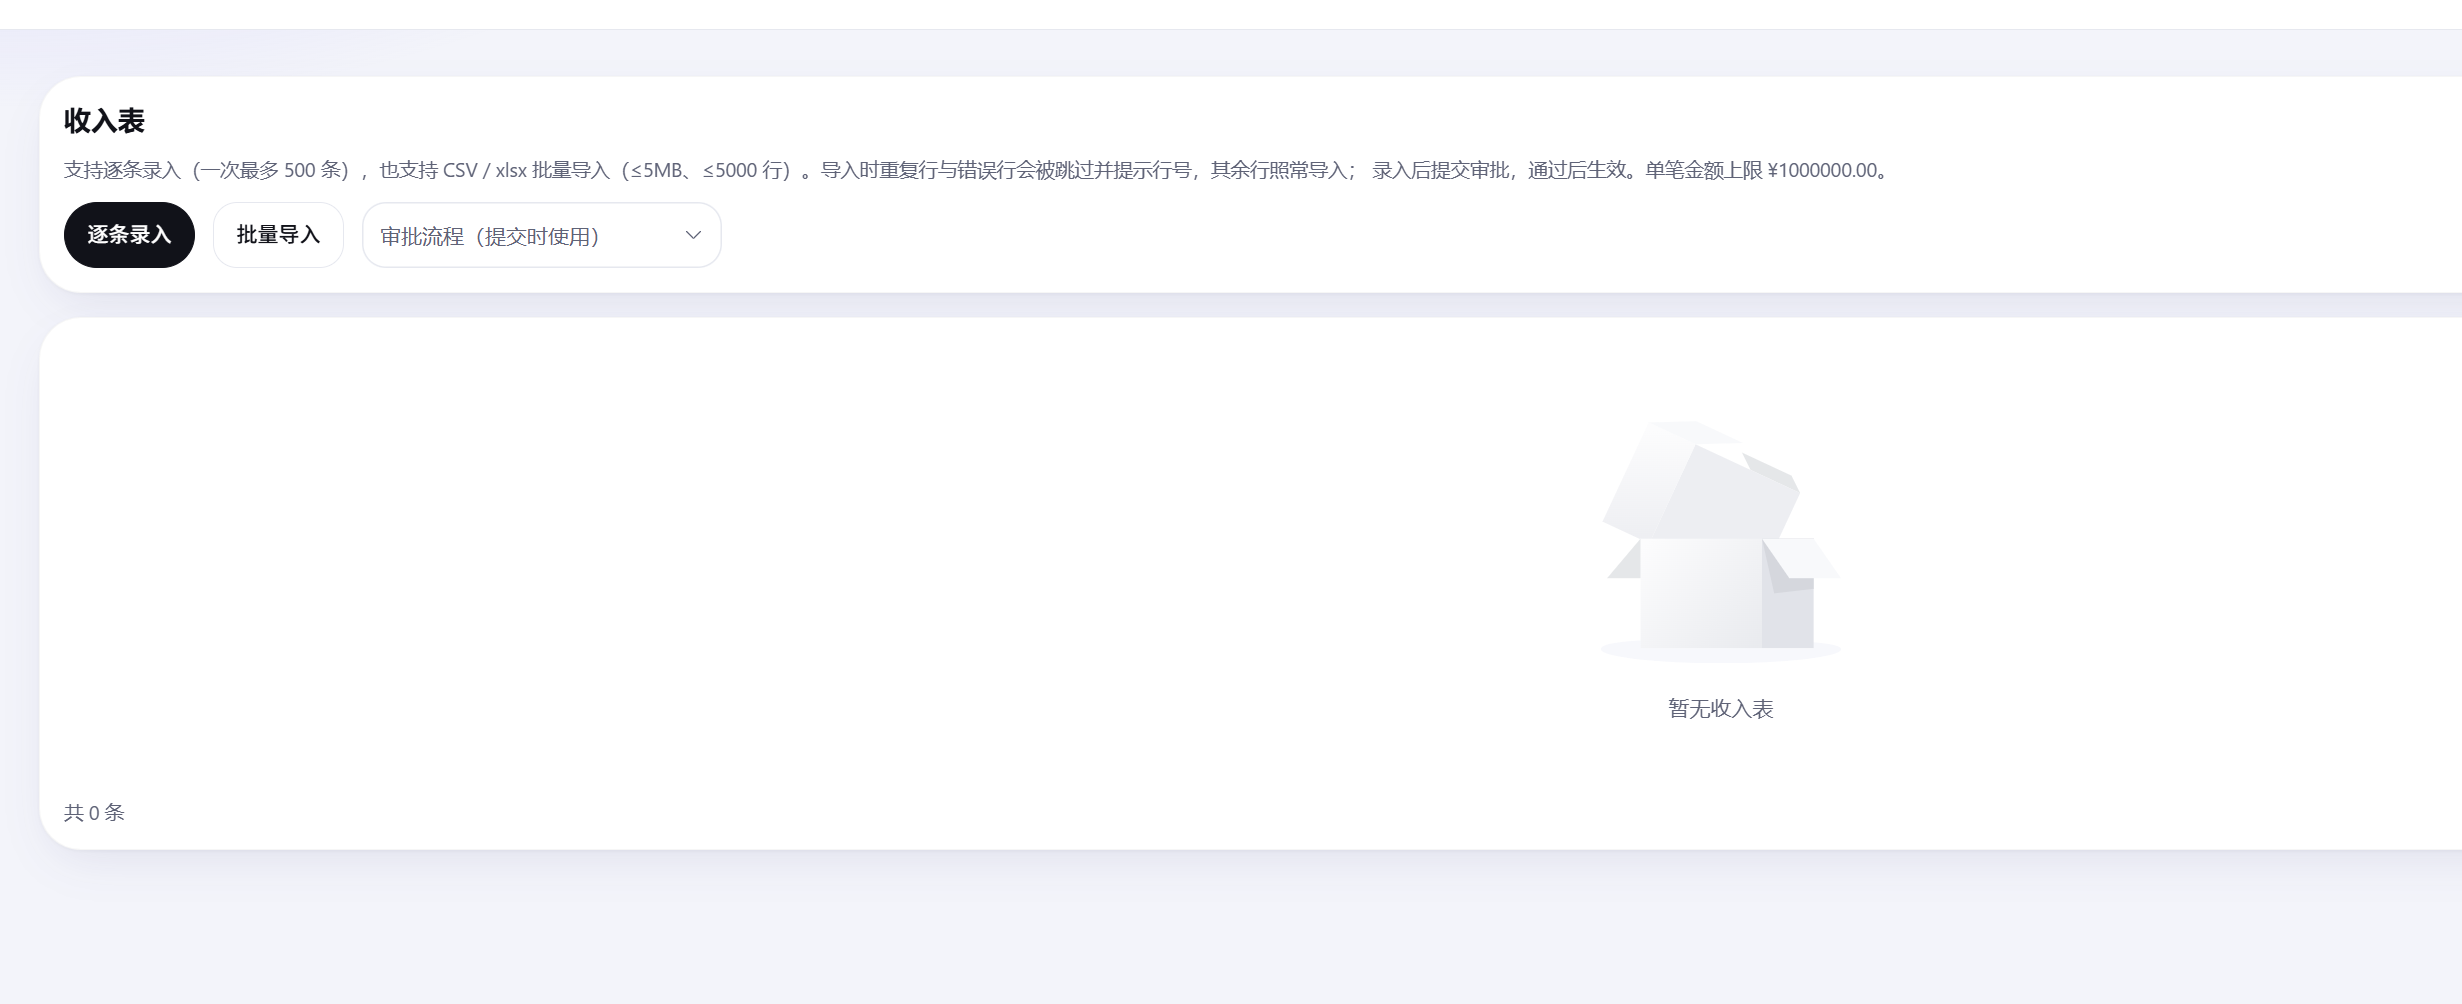 收入表
支持逐条录入（一次最多 500 条），也支持 CSV / xlsx 批量导入（≤5MB、≤5000 行）。导入时重复行与错误行会被跳过并提示行号，其余行照常导入； 录入后提交审批，通过后生效。单笔金额上限 ¥1000000.00。
逐条录入 批量导入 审批流程（提交时使用）
暂无收入表
共 0 条